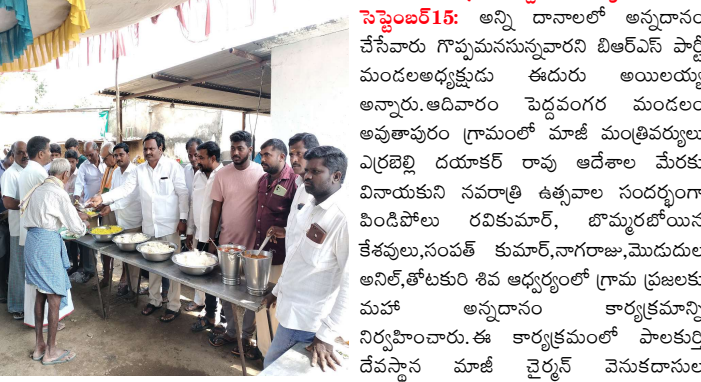 సెప్టెంబర్15: అన్ని దానాలలో అన్నదానం
చేసేవారు గొప్పమనసున్నవారని బిఆర్ఎస్ పార్టీ
మండలఅధ్యక్షుడు ఈదురు అయిలయ్య
అన్నారు.ఆదివారం పెద్దవంగర మండలం
అవుతాపురం గ్రామంలో మాజీ మంత్రివర్యులు
ఎర్రబెల్లి దయాకర్ రావు ఆదేశాల మేరకు
వినాయకుని నవరాత్రి ఉత్సవాల సందర్భంగా
పిండిపోలు రవికుమార్, బొమ్మరబోయిన
కేశవులు,సంపత్ కుమార్,నాగరాజు,మొడుదుల
అనిల్,తోటకురి శివ ఆధ్వర్యంలో గ్రామ ప్రజలకు
మహా అన్నదానం కార్యక్రమాన్ని
నిర్వహించారు.ఈ కార్యక్రమంలో పాలకుర్తి
దేవస్థాన మాజీ చైర్మన్ వెనుకదాసుల